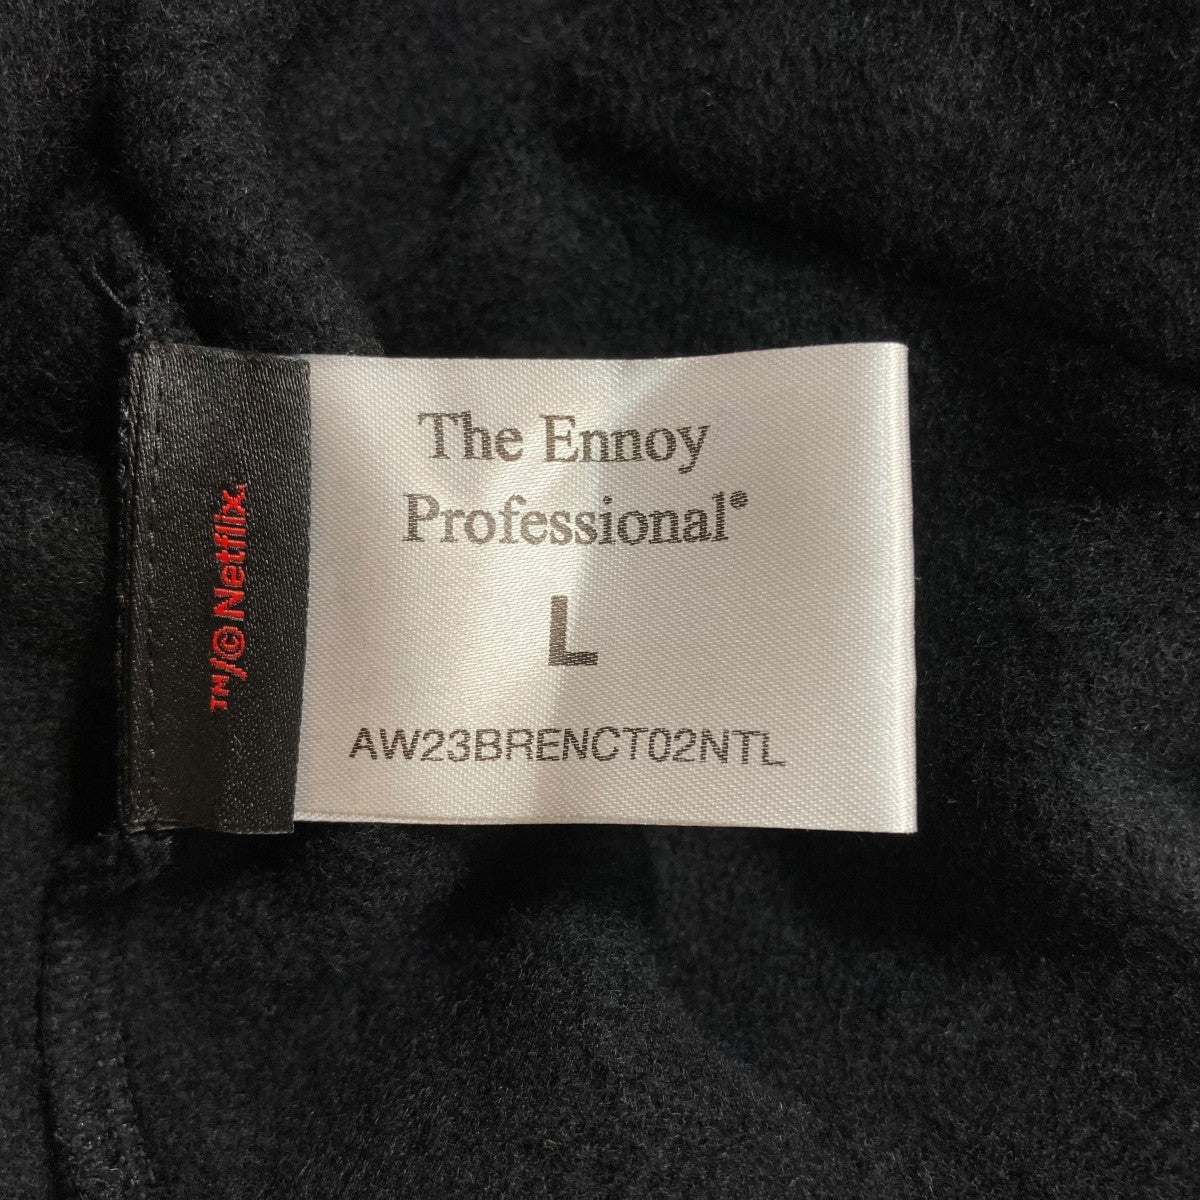 The Ennoy
Professional®
L
AW23BRENCT02NTL
™/© Netflix.